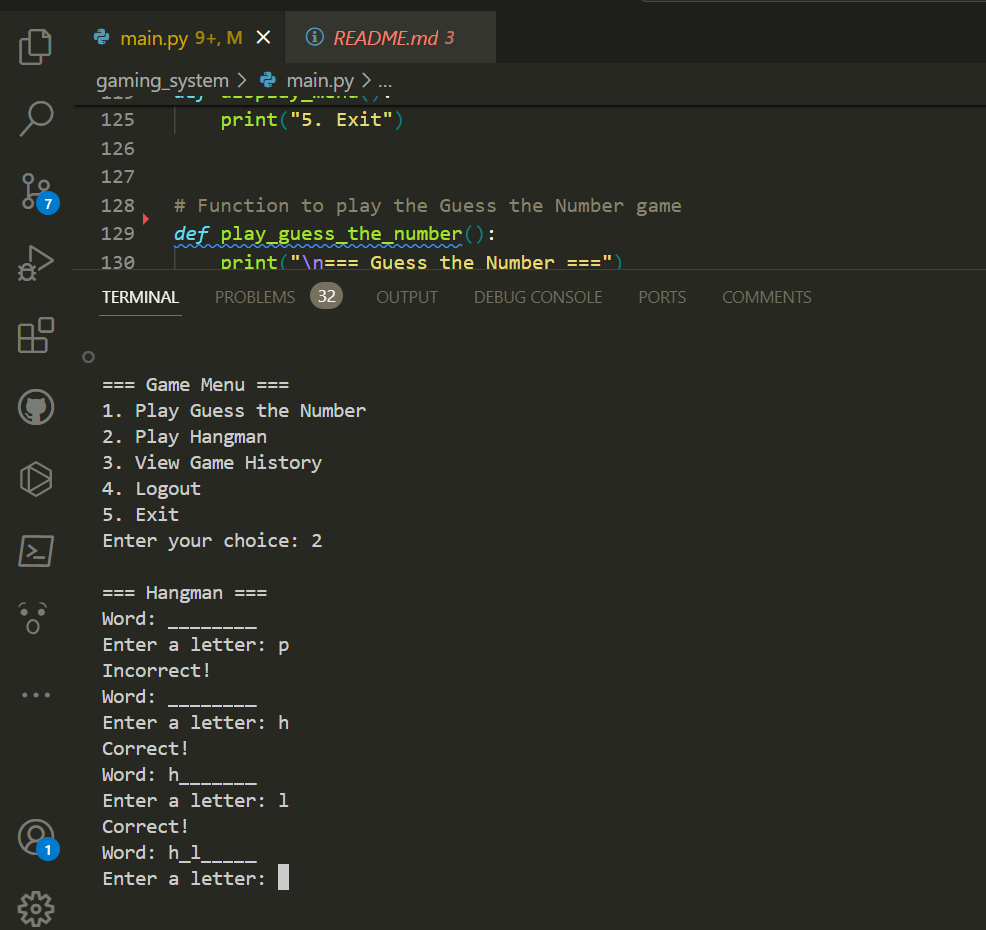 main.py 9+, M
README.md 3
gaming_system > main.py > ...
125 print("5. Exit")
126
127
128 # Function to play the Guess the Number game
129 def play_guess_the_number():
130 print("\n=== Guess the Number ===")
TERMINAL PROBLEMS 32 OUTPUT DEBUG CONSOLE PORTS COMMENTS
=== Game Menu ===
1. Play Guess the Number
2. Play Hangman
3. View Game History
4. Logout
5. Exit
Enter your choice: 2
=== Hangman ===
Word: ________
Enter a letter: p
Incorrect!
Word: ________
Enter a letter: h
Correct!
Word: h_______
Enter a letter: l
Correct!
Word: h_l_____
Enter a letter:
7
1